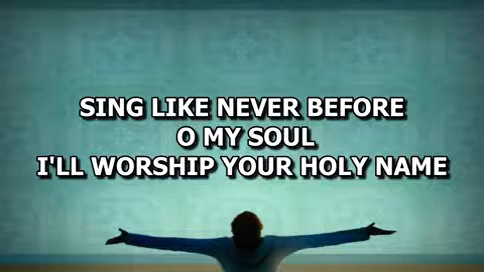 SING LIKE NEVER BEFORE
O MY SOUL
I'LL WORSHIP YOUR HOLY NAME